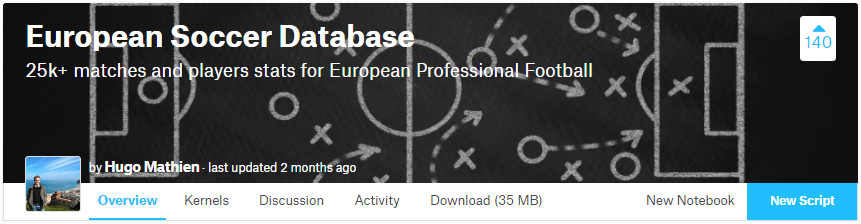 European Soccer Database
140
25k+ matches and players stats for European Professional Football
by Hugo Mathien · last updated 2 months ago
Overview Kernels Discussion Activity Download (35 MB) New Notebook New Script